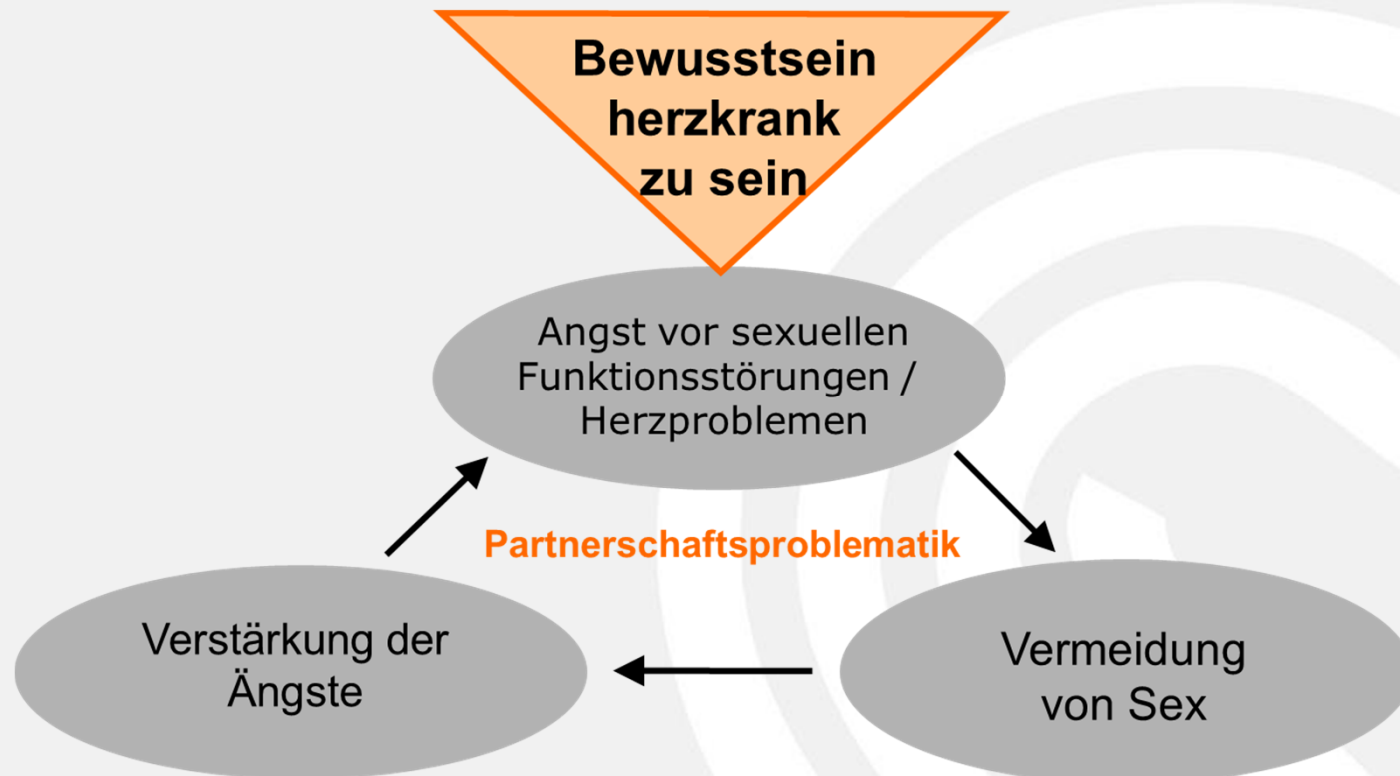 Bewusstsein
herzkrank
zu sein
Angst vor sexuellen
Funktionsstörungen /
Herzproblemen
Partnerschaftsproblematik
Verstärkung der
Ängste
Vermeidung
von Sex